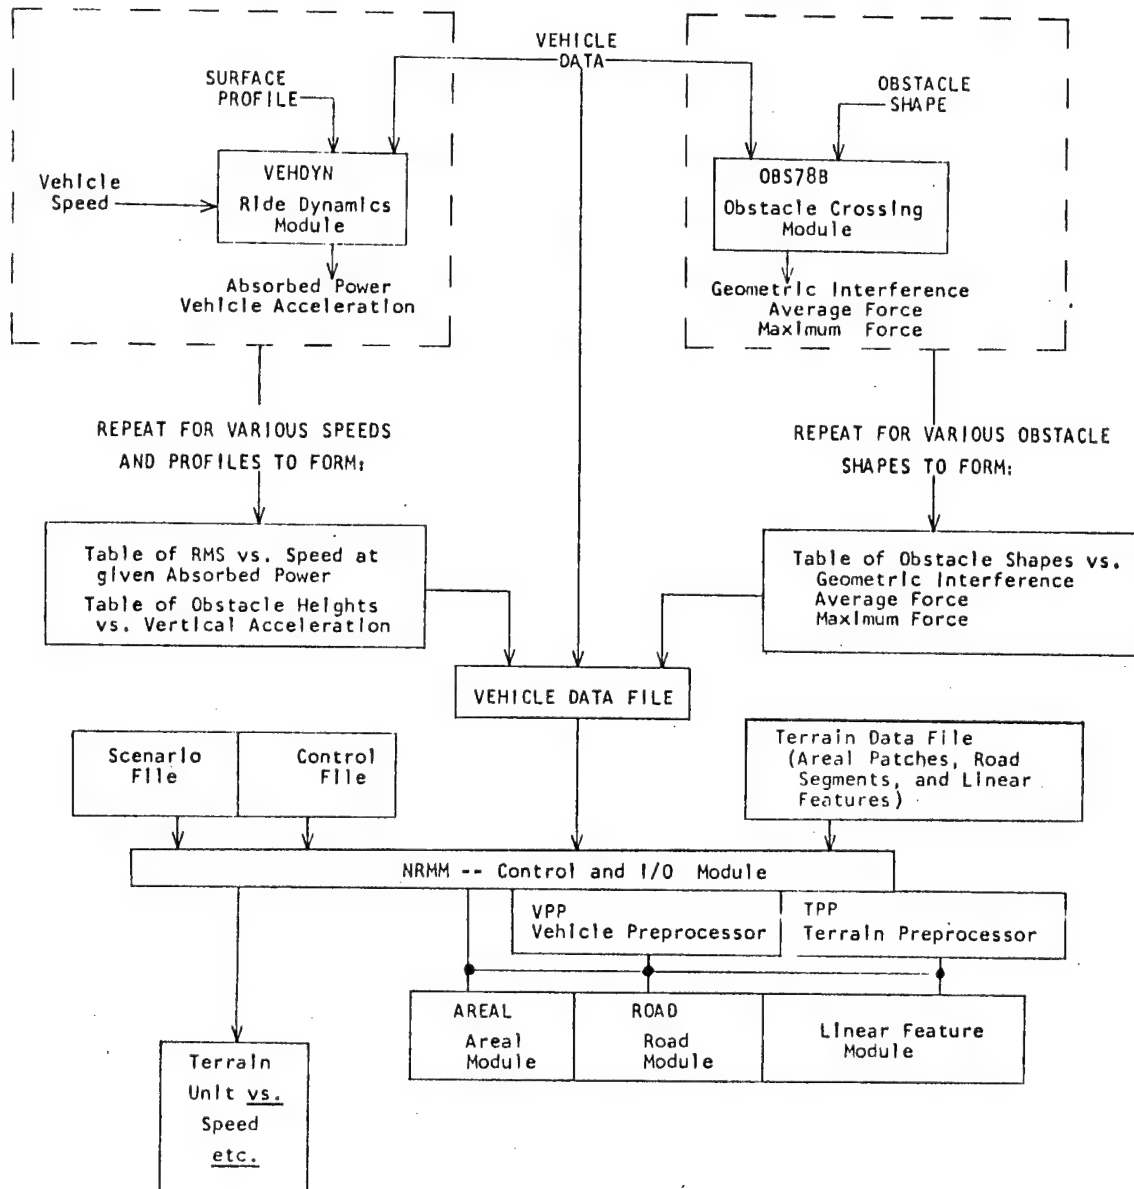 VEHICLE
DATA
SURFACE
PROFILE
OBSTACLE
SHAPE
Vehicle
Speed
VEHDYN
Ride Dynamics
Module
OBS78B
Obstacle Crossing
Module
Absorbed Power
Vehicle Acceleration
Geometric Interference
Average Force
Maximum Force
REPEAT FOR VARIOUS SPEEDS
AND PROFILES TO FORM:
REPEAT FOR VARIOUS OBSTACLE
SHAPES TO FORM:
Table of RMS vs. Speed at
given Absorbed Power
Table of Obstacle Heights
vs. Vertical Acceleration
Table of Obstacle Shapes vs.
Geometric Interference
Average Force
Maximum Force
VEHICLE DATA FILE
Scenario
File
Control
File
Terrain Data File
(Areal Patches, Road
Segments, and Linear
Features)
NRMM -- Control and I/O Module
VPP
Vehicle Preprocessor
TPP
Terrain Preprocessor
AREAL
Areal
Module
ROAD
Road
Module
Linear Feature
Module
Terrain
Unit vs.
Speed
etc.